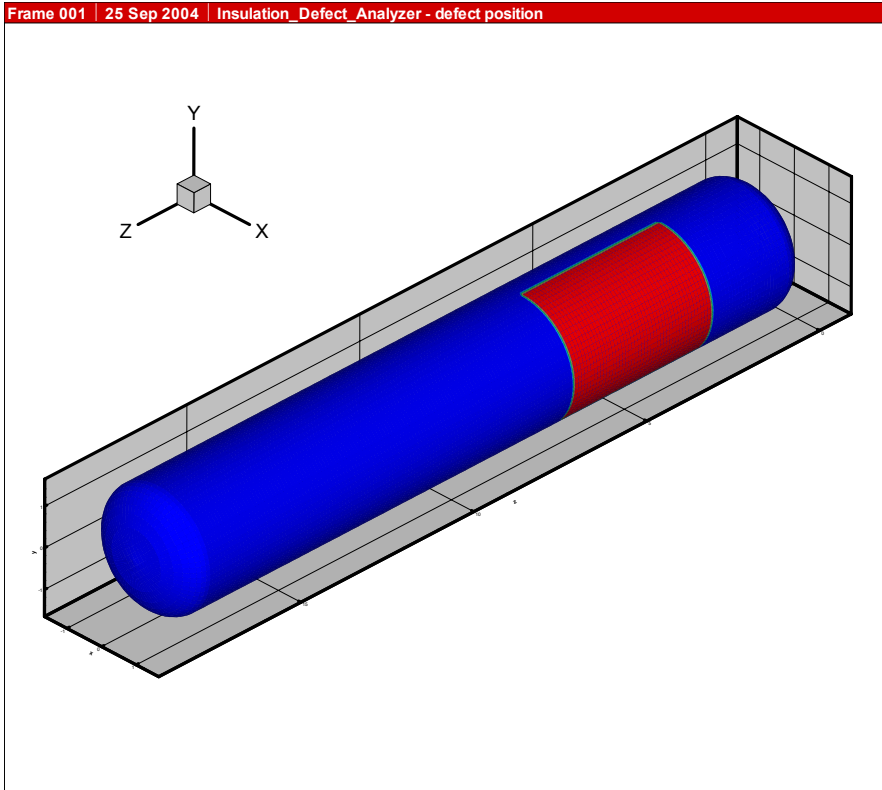 Frame 001 | 25 Sep 2004 | Insulation_Defect_Analyzer - defect position
Y
Z
X